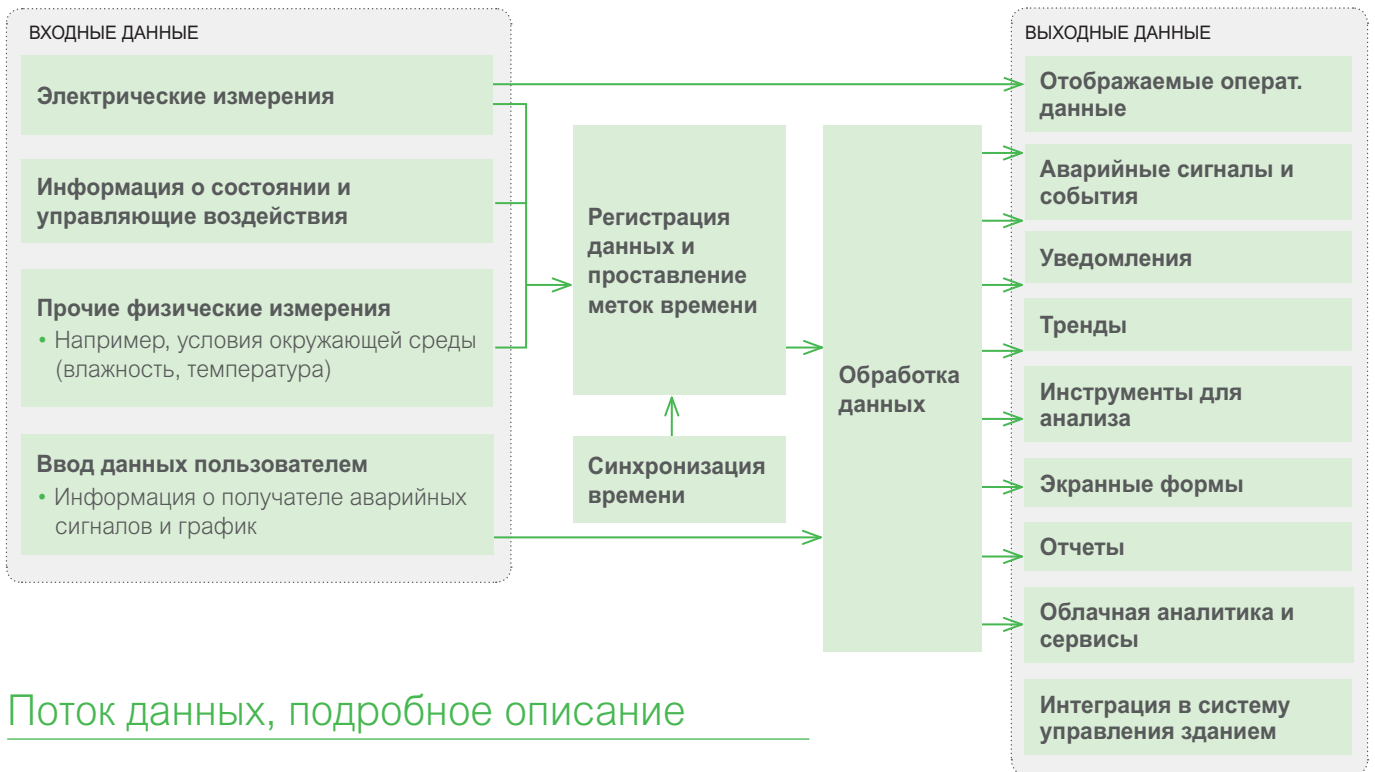 ВХОДНЫЕ ДАННЫЕ
Электрические измерения
Информация о состоянии и
управляющие воздействия
Прочие физические измерения
• Например, условия окружающей среды
(влажность, температура)
Ввод данных пользователем
• Информация о получателе аварийных
сигналов и график
Регистрация
данных и
проставление
меток времени
Синхронизация
времени
Обработка
данных
ВЫХОДНЫЕ ДАННЫЕ
Отображаемые операт.
данные
Аварийные сигналы и
события
Уведомления
Тренды
Инструменты для
анализа
Экранные формы
Отчеты
Облачная аналитика и
сервисы
Интеграция в систему
управления зданием
Поток данных, подробное описание